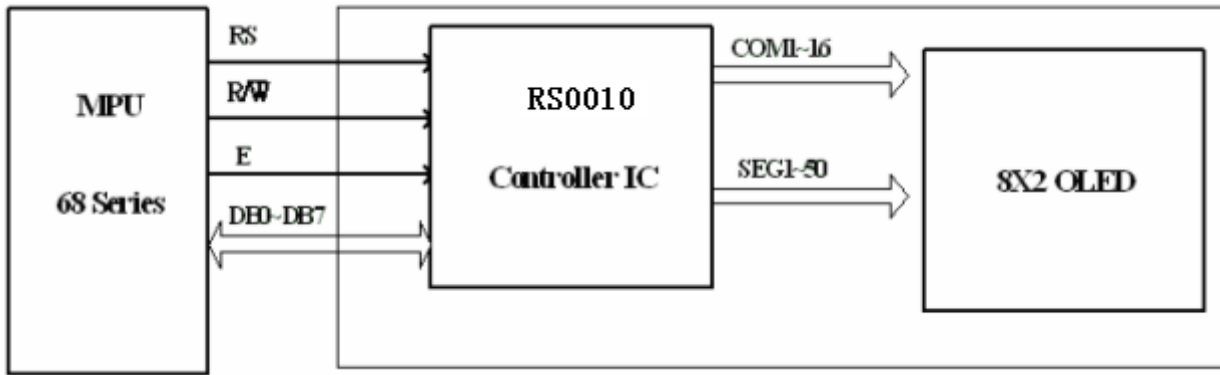 MPU
68 Series
RS
R/W
E
DB0~DB7
RS0010
Controller IC
COM1~16
SEG1~50
8X2 OLED